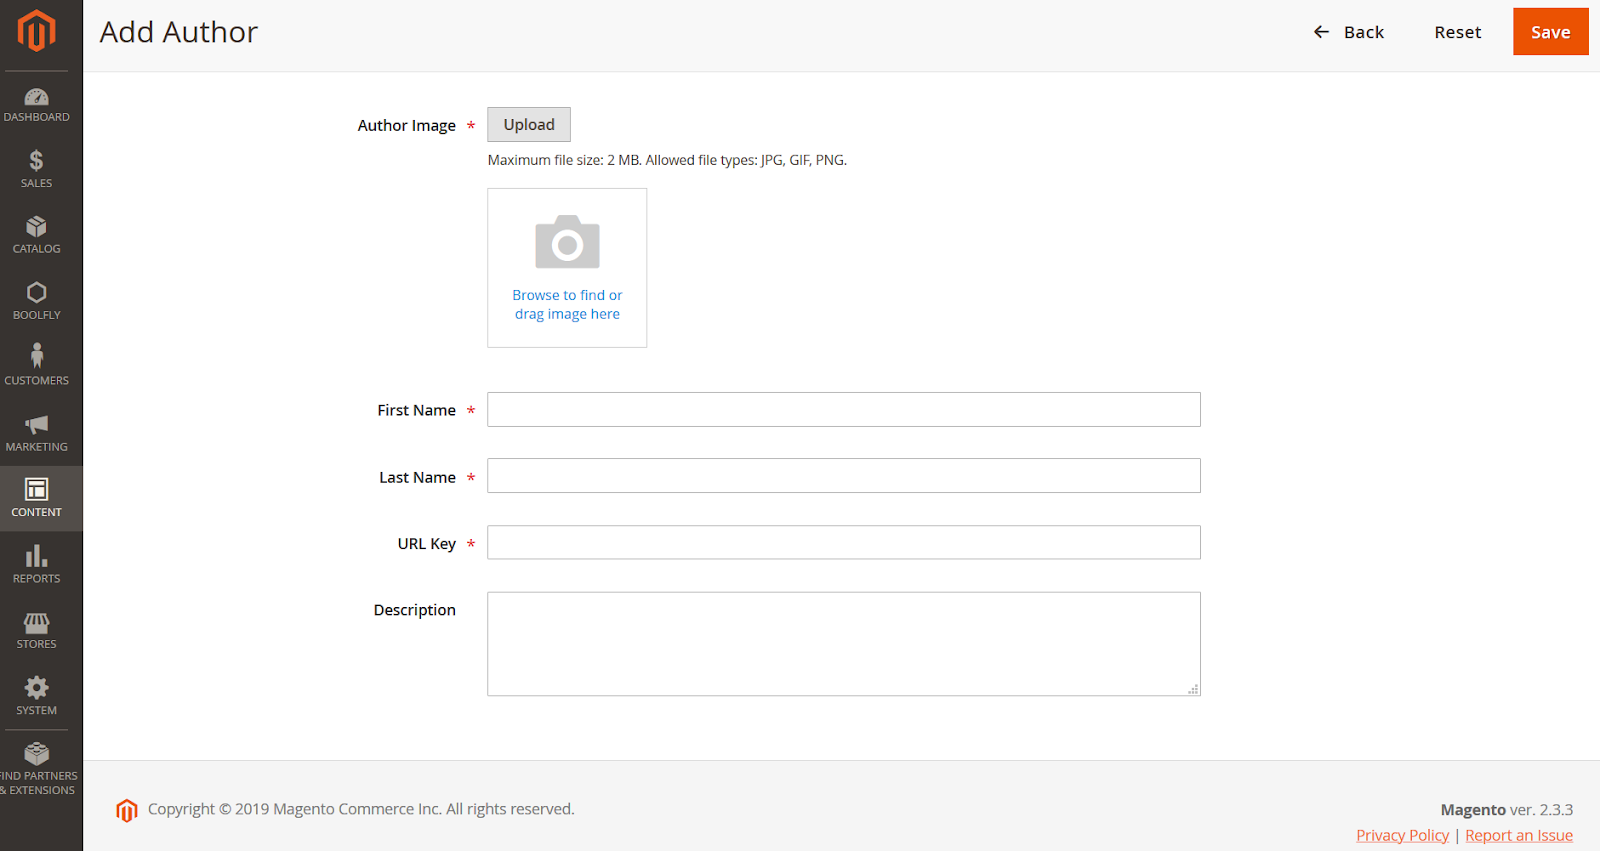 Add Author
Back
Reset
Save
DASHBOARD
SALES
CATALOG
BOOLFLY
CUSTOMERS
MARKETING
CONTENT
REPORTS
STORES
SYSTEM
FIND PARTNERS
& EXTENSIONS
Author Image *
Upload
Maximum file size: 2 MB. Allowed file types: JPG, GIF, PNG.
Browse to find or
drag image here
First Name *
Last Name *
URL Key *
Description
Copyright © 2019 Magento Commerce Inc. All rights reserved.
Magento ver. 2.3.3
Privacy Policy | Report an Issue